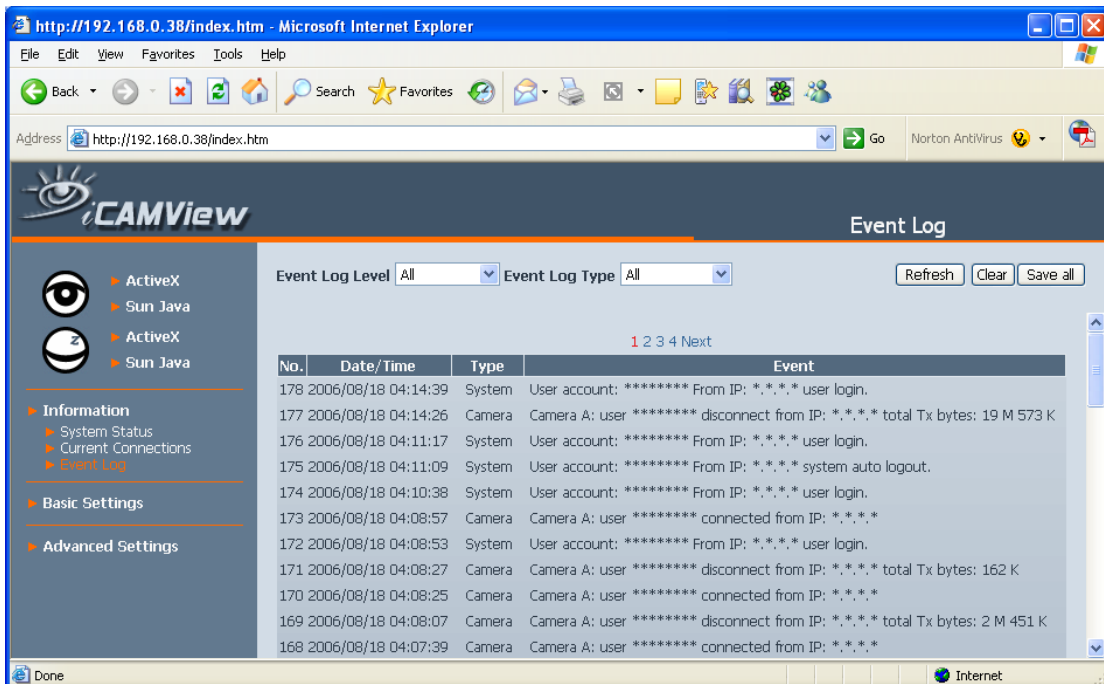 http://192.168.0.38/index.htm - Microsoft Internet Explorer
File Edit View Favorites Tools Help
Back Search Favorites
Address http://192.168.0.38/index.htm Go Norton AntiVirus
iCAMView
Event Log
ActiveX
Sun Java
z
ActiveX
Sun Java
Information
System Status
Current Connections
Event Log
Basic Settings
Advanced Settings
Event Log Level All Event Log Type All Refresh Clear Save all
1 2 3 4 Next
No. Date/Time Type Event
178 2006/08/18 04:14:39 System User account: ******** From IP: *.*.*.* user login.
177 2006/08/18 04:14:26 Camera Camera A: user ******** disconnect from IP: *.*.*.* total Tx bytes: 19 M 573 K
176 2006/08/18 04:11:17 System User account: ******** From IP: *.*.*.* user login.
175 2006/08/18 04:11:09 System User account: ******** From IP: *.*.*.* system auto logout.
174 2006/08/18 04:10:38 System User account: ******** From IP: *.*.*.* user login.
173 2006/08/18 04:08:57 Camera Camera A: user ******** connected from IP: *.*.*.*
172 2006/08/18 04:08:53 System User account: ******** From IP: *.*.*.* user login.
171 2006/08/18 04:08:27 Camera Camera A: user ******** disconnect from IP: *.*.*.* total Tx bytes: 162 K
170 2006/08/18 04:08:25 Camera Camera A: user ******** connected from IP: *.*.*.*
169 2006/08/18 04:08:07 Camera Camera A: user ******** disconnect from IP: *.*.*.* total Tx bytes: 2 M 451 K
168 2006/08/18 04:07:39 Camera Camera A: user ******** connected from IP: *.*.*.*
Done Internet